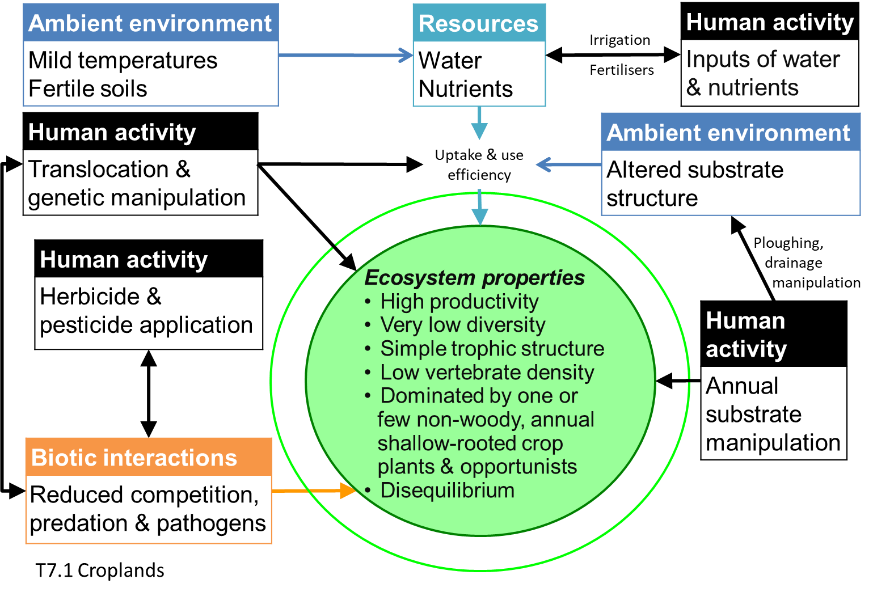 Ambient environment
Mild temperatures
Fertile soils
Resources
Water
Nutrients
Irrigation
Fertilisers
Human activity
Inputs of water
& nutrients
Human activity
Translocation &
genetic manipulation
Uptake & use
efficiency
Ambient environment
Altered substrate
structure
Ploughing,
drainage
manipulation
Human activity
Herbicide &
pesticide application
Human
activity
Annual
substrate
manipulation
Ecosystem properties
• High productivity
• Very low diversity
• Simple trophic structure
• Low vertebrate density
• Dominated by one or
few non-woody, annual
shallow-rooted crop
plants & opportunists
• Disequilibrium
Biotic interactions
Reduced competition,
predation & pathogens
T7.1 Croplands